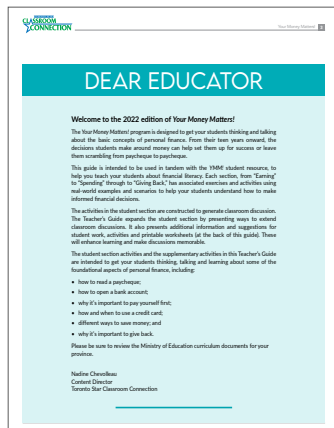 CLASSROOM
CONNECTION
Your Money Matters!
DEAR EDUCATOR
Welcome to the 2022 edition of Your Money Matters!
The Your Money Matters! program is designed to get your students thinking and talking
about the basic concepts of personal finance. From their teen years onward, the
decisions students make around money can help set them up for success or leave
them scrambling from paycheque to paycheque.
This guide is intended to be used in tandem with the YMM! student resource, to
help you teach your students about financial literacy. Each section, from "Earning"
to "Spending" through to "Giving Back," has associated exercises and activities using
real-world examples and scenarios to help your students understand how to make
informed financial decisions.
The activities in the student section are constructed to generate classroom discussion.
The Teacher's Guide expands the student section by presenting ways to extend
classroom discussions. It also presents additional information and suggestions for
student work, activities and printable worksheets (at the back of this guide). These
will enhance learning and make discussions memorable.
The student section activities and the supplementary activities in this Teacher's Guide
are intended to get your students thinking, talking and learning about some of the
foundational aspects of personal finance, including:
• how to read a paycheque;
• how to open a bank account;
• why it's important to pay yourself first;
• how and when to use a credit card;
• different ways to save money; and
• why it's important to give back.
Please be sure to review the Ministry of Education curriculum documents for your
province.
Nadine Chevolleau
Content Director
Toronto Star Classroom Connection